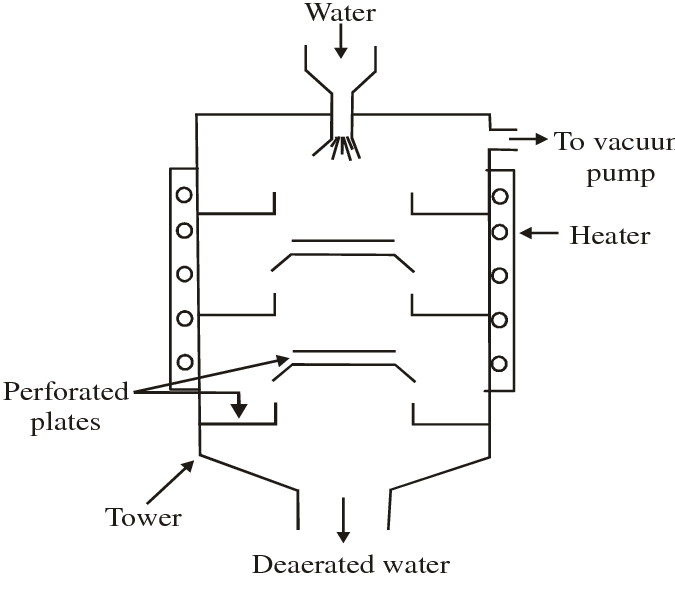 Water
To vacuum
pump
Heater
Perforated
plates
Tower
Deaerated water